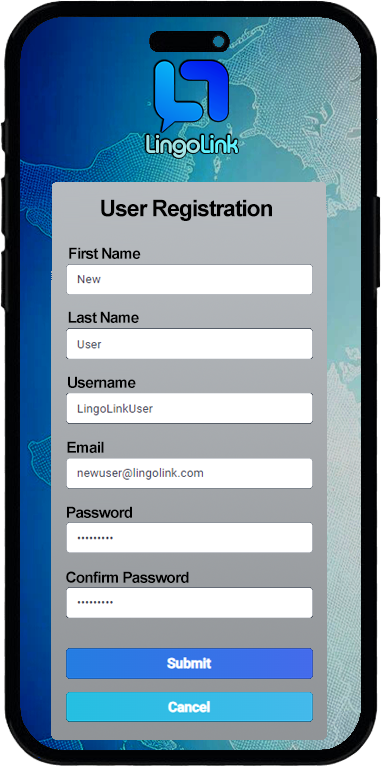 LingoLink
User Registration
First Name
New
Last Name
User
Username
LingoLinkUser
Email
newuser@lingolink.com
Password
•••••••••
Confirm Password
•••••••••
Submit
Cancel